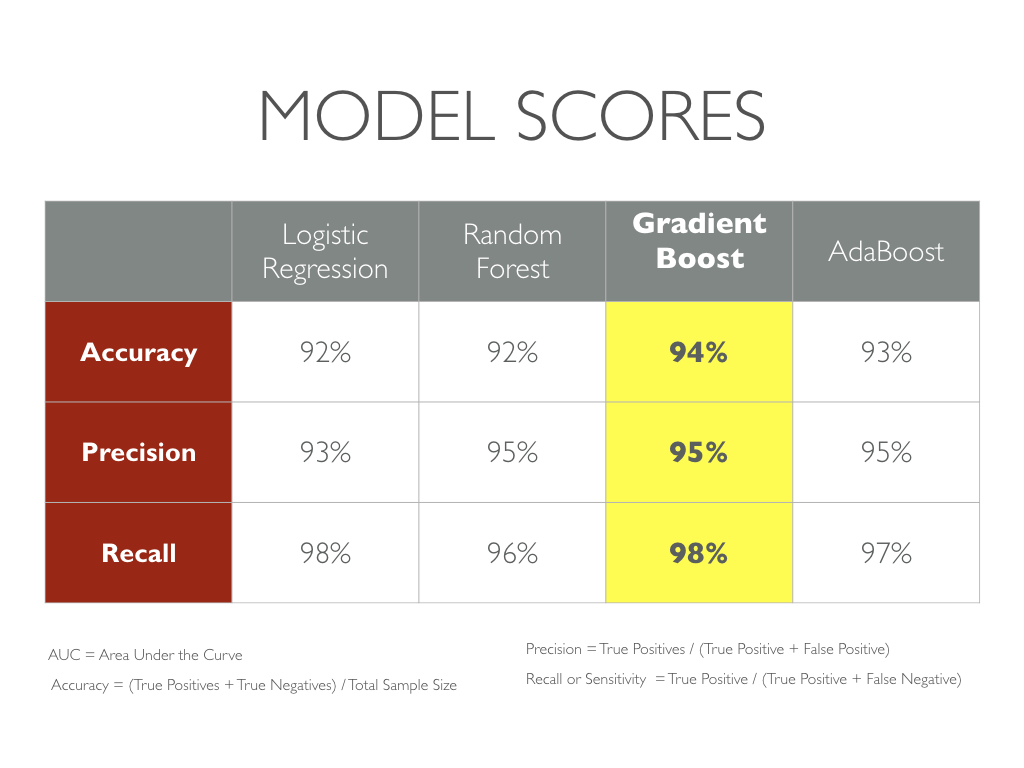 MODEL SCORES
Logistic Regression Random Forest Gradient Boost AdaBoost
Accuracy 92% 92% 94% 93%
Precision 93% 95% 95% 95%
Recall 98% 96% 98% 97%
AUC = Area Under the Curve
Accuracy = (True Positives + True Negatives) / Total Sample Size
Precision = True Positives / (True Positive + False Positive)
Recall or Sensitivity = True Positive / (True Positive + False Negative)